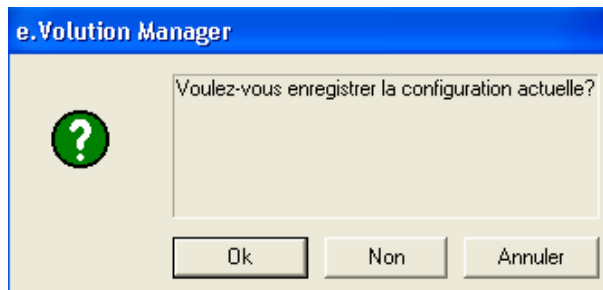 e.Volution Manager
Voulez-vous enregistrer la configuration actuelle?
Ok
Non
Annuler